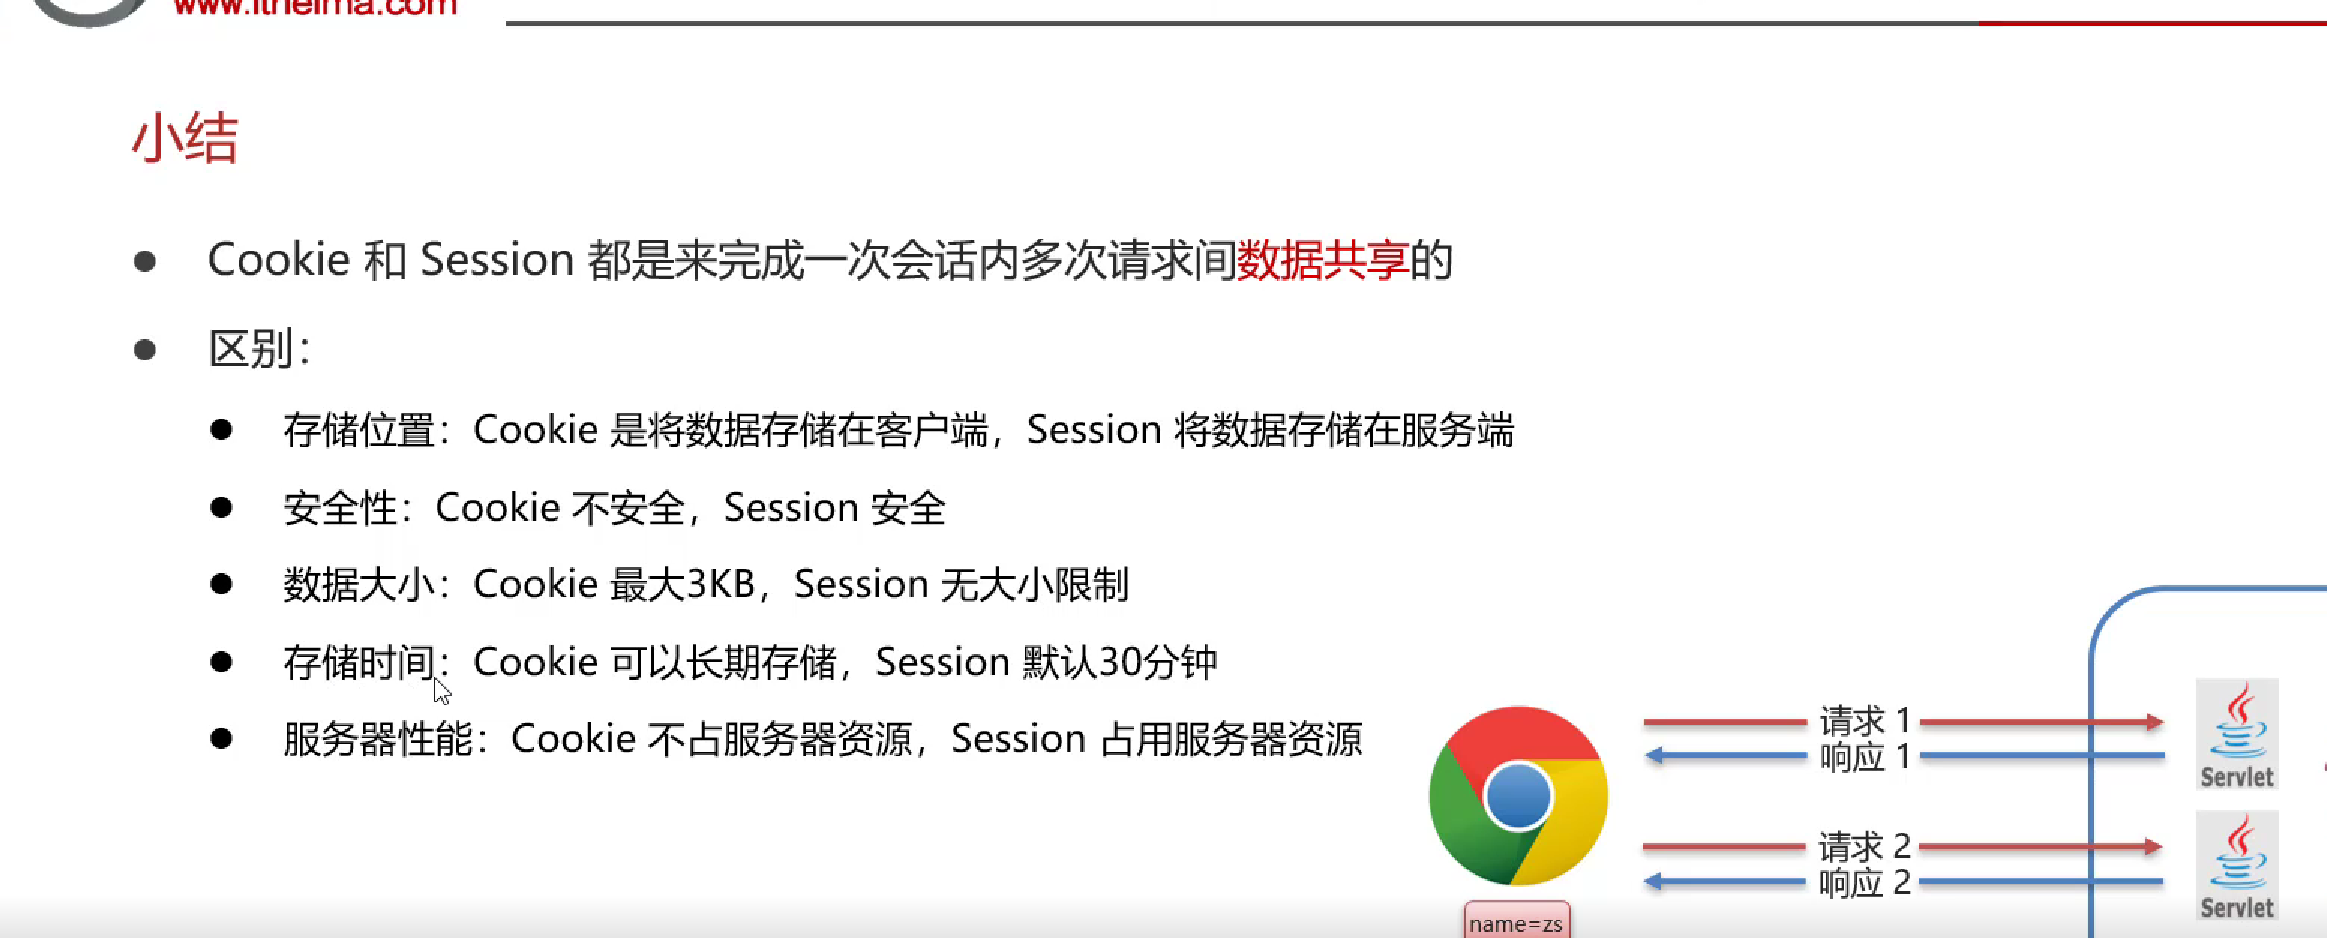 www.itheima.com
小结
Cookie 和 Session 都是来完成一次会话内多次请求间数据共享的
区别：
存储位置：Cookie 是将数据存储在客户端，Session 将数据存储在服务端
安全性：Cookie 不安全，Session 安全
数据大小：Cookie 最大3KB，Session 无大小限制
存储时间：Cookie 可以长期存储，Session 默认30分钟
服务器性能：Cookie 不占服务器资源，Session 占用服务器资源
请求 1
响应 1
Servlet
请求 2
响应 2
Servlet
name=zs